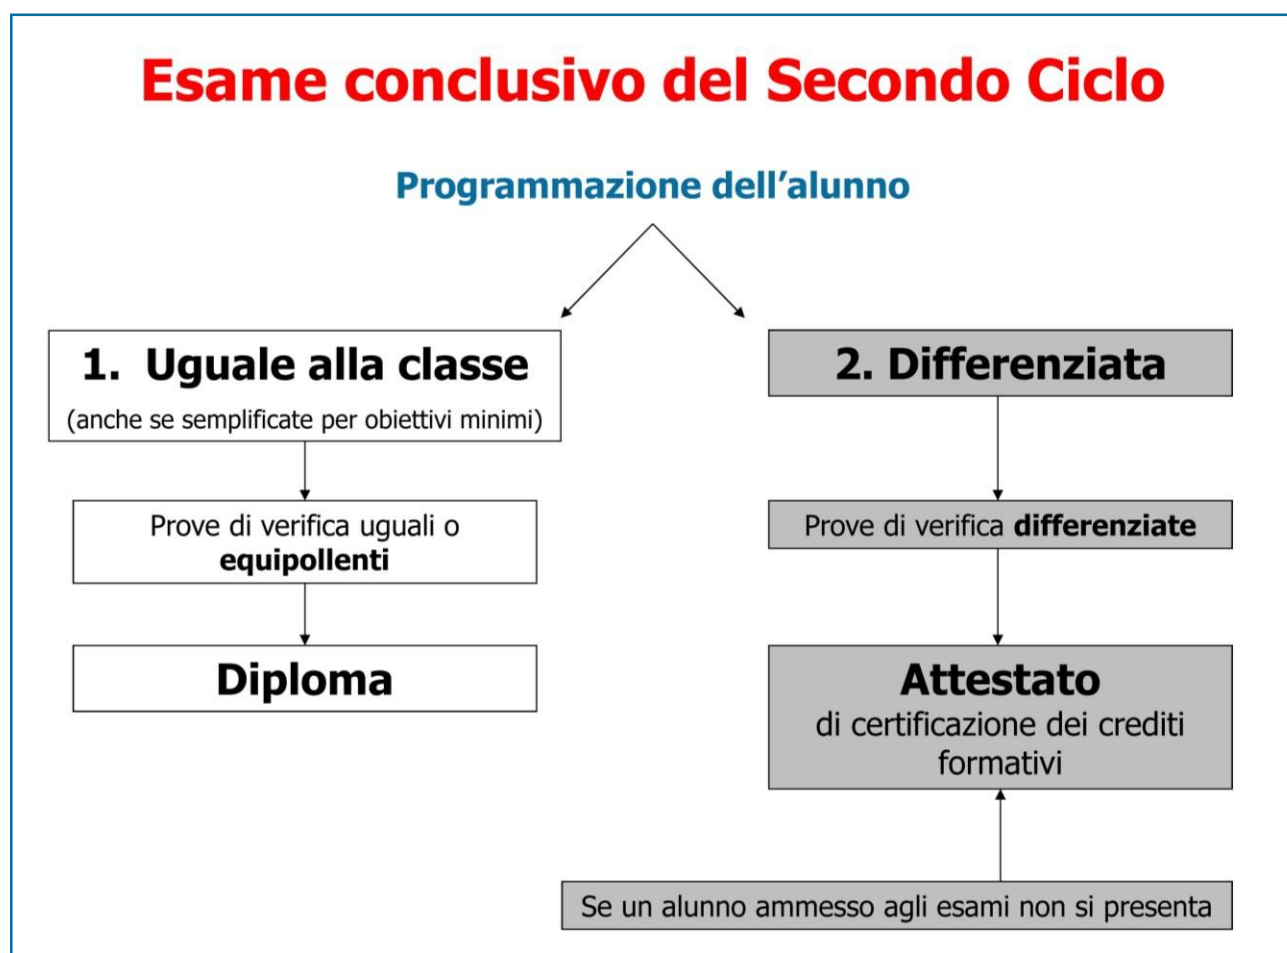 Esame conclusivo del Secondo Ciclo
Programmazione dell’alunno
1. Uguale alla classe
(anche se semplificate per obiettivi minimi)
Prove di verifica uguali o
equipollenti
Diploma
2. Differenziata
Prove di verifica differenziate
Attestato
di certificazione dei crediti
formativi
Se un alunno ammesso agli esami non si presenta